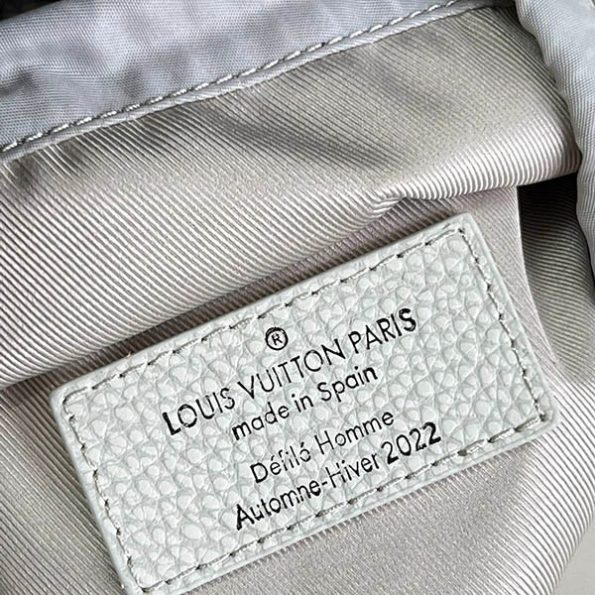 ®
LOUIS VUITTON PARIS
made in Spain
Défilé Homme
Automne-Hiver 2022